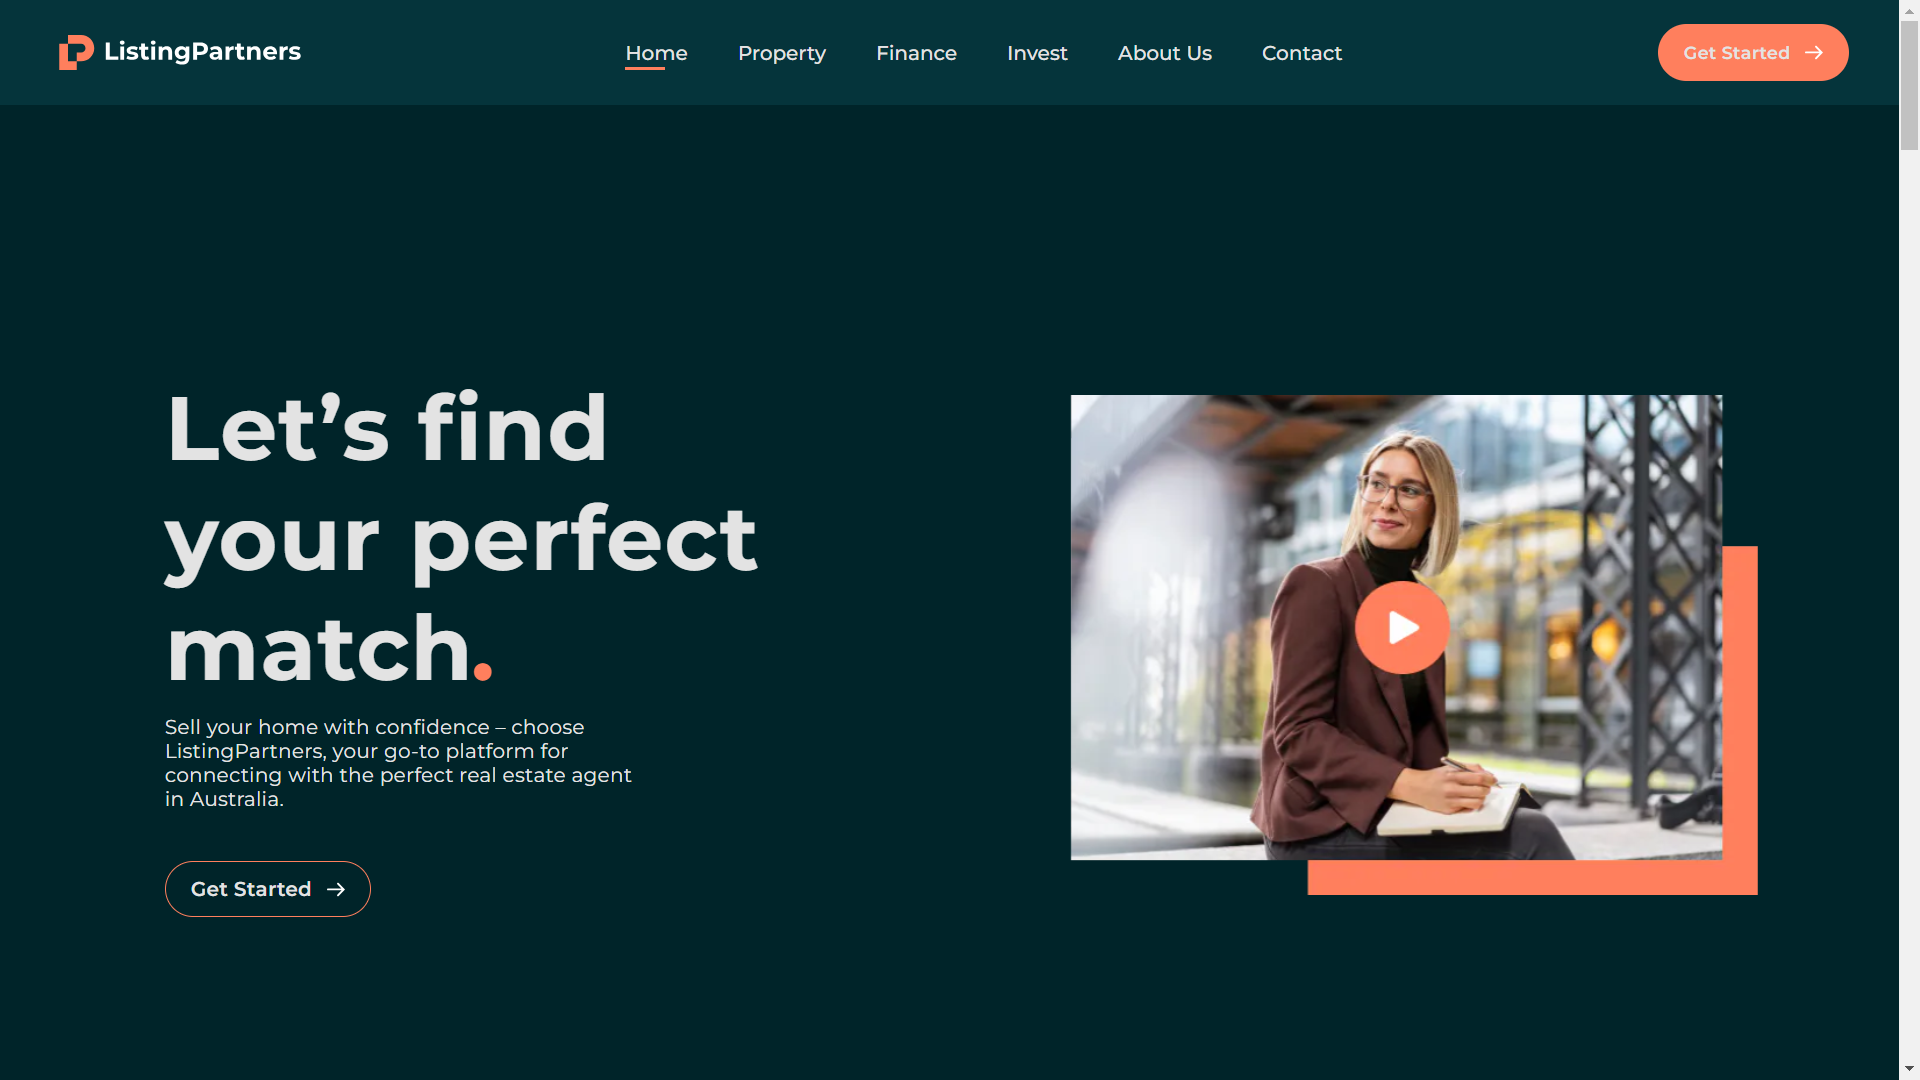 ListingPartners
Home
Property
Finance
Invest
About Us
Contact
Get Started
Let’s find
your perfect
match.
Sell your home with confidence – choose
ListingPartners, your go-to platform for
connecting with the perfect real estate agent
in Australia.
Get Started